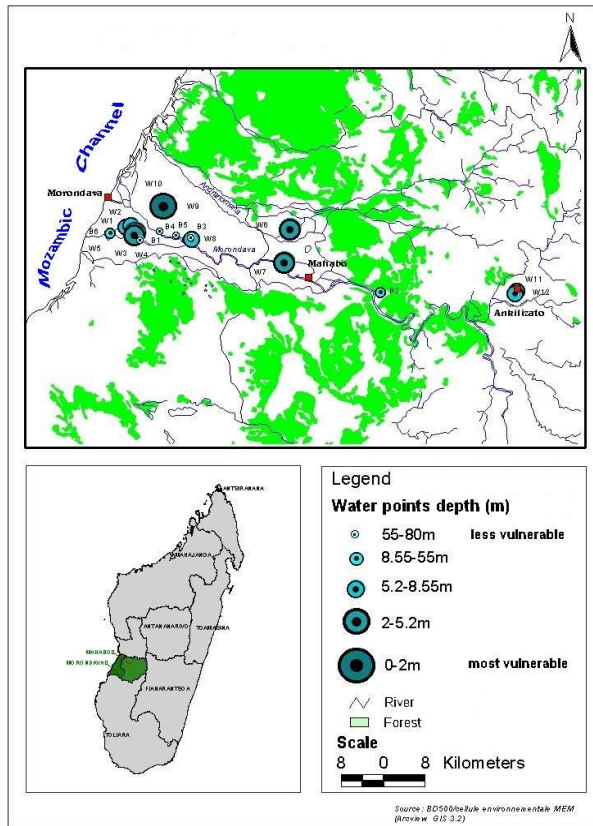 N
Mozambic Channel
Morondava
W10
W9
Andranomena
W2
W1
B6
W5
W3
W4
B1
B4
B5
B3
W8
W6
Morondava
W7
Mahabo
W11
W12
Ankilizato
ANTSIRANANA
MAHAJANGA
ANTANANARIVO
TOAMASINA
FIANARANTSOA
TOLIARA
Legend
Water points depth (m)
55-80m less vulnerable
8.55-55m
5.2-8.55m
2-5.2m
0-2m most vulnerable
River
Forest
Scale
8 0 8 Kilometers
Source : BD500/cellule environnementale MEM
(Arcview GIS 3.2)